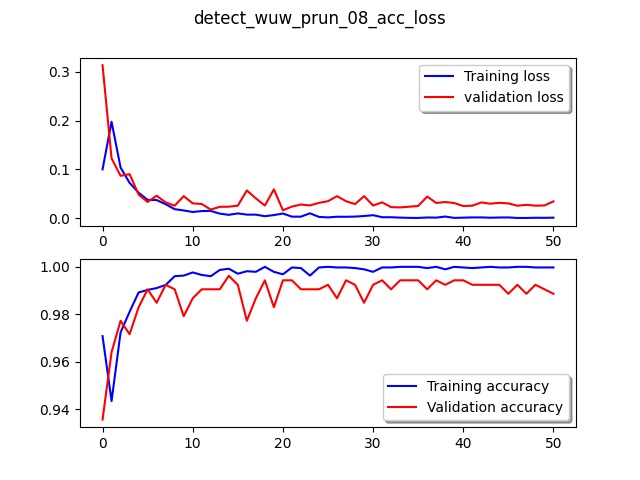 detect_wuw_prun_08_acc_loss
0.3
0.2
0.1
0.0
Training loss
validation loss
0 10 20 30 40 50
1.00
0.98
0.96
0.94
Training accuracy
Validation accuracy
0 10 20 30 40 50